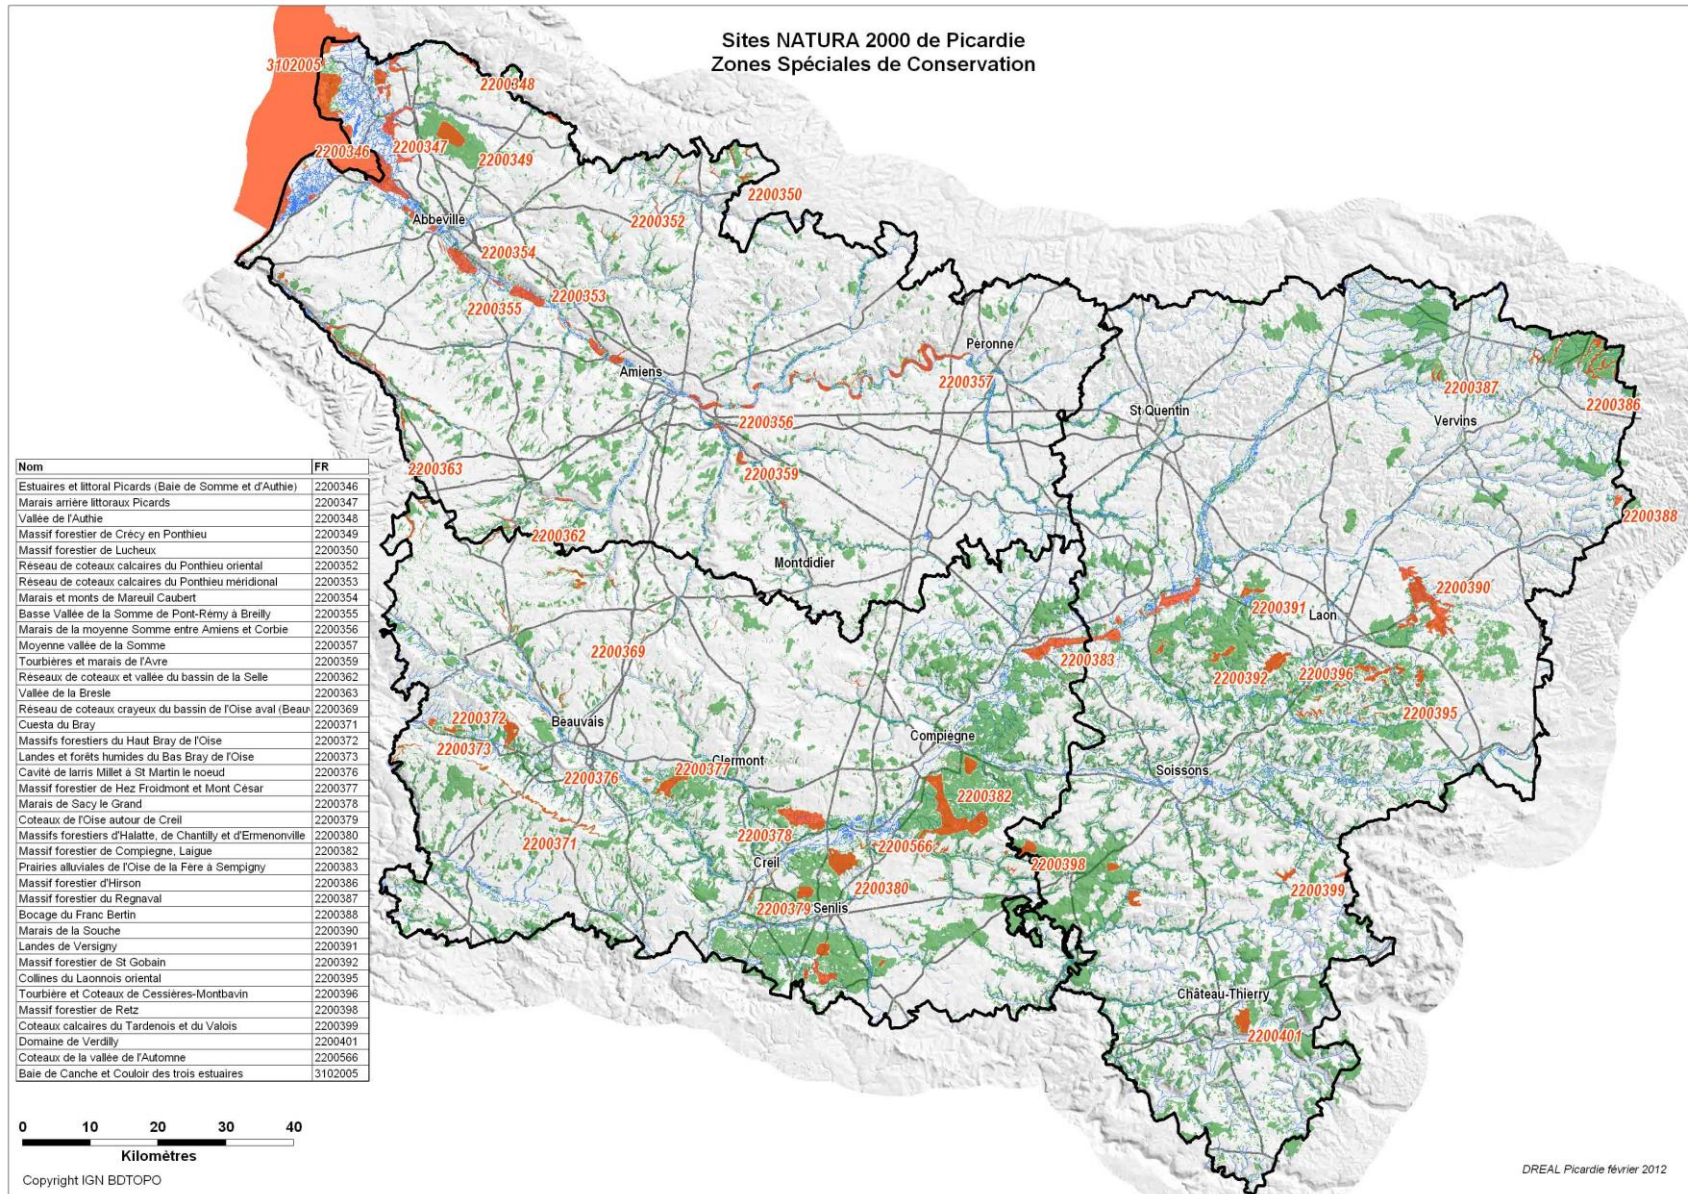 Sites NATURA 2000 de Picardie
Zones Spéciales de Conservation
3102005
2200348
2200346
2200347
2200349
2200350
2200352
Abbeville
2200354
2200353
2200355
Peronne
Amiens
2200357
2200387
2200386
St Quentin
Vervins
2200356
2200363
2200359
2200388
2200362
Montdidier
2200390
2200391
Laon
2200369
2200383
2200392
2200396
2200395
2200372
Beauvais
2200373
Compiègne
Clermont
2200377
Soissons
2200376
2200382
2200378
2200371
2200566
Creil
2200398
2200380
2200399
2200379
Senlis
Château-Thierry
2200401
Nom FR
Estuaires et littoral Picards (Baie de Somme et d'Authie) 2200346
Marais arrière littoraux Picards 2200347
Vallée de l'Authie 2200348
Massif forestier de Crécy en Ponthieu 2200349
Massif forestier de Lucheux 2200350
Réseau de coteaux calcaires du Ponthieu oriental 2200352
Réseau de coteaux calcaires du Ponthieu méridional 2200353
Marais et monts de Mareuil Caubert 2200354
Basse Vallée de la Somme de Pont-Rémy à Breilly 2200355
Marais de la moyenne Somme entre Amiens et Corbie 2200356
Moyenne vallée de la Somme 2200357
Tourbières et marais de l'Avre 2200359
Réseaux de coteaux et vallée du bassin de la Selle 2200362
Vallée de la Bresle 2200363
Réseau de coteaux crayeux du bassin de l'Oise aval (Beauv 2200369
Cuesta du Bray 2200371
Massifs forestiers du Haut Bray de l'Oise 2200372
Landes et forêts humides du Bas Bray de l'Oise 2200373
Cavité de larris Millet à St Martin le noeud 2200376
Massif forestier de Hez Froidmont et Mont César 2200377
Marais de Sacy le Grand 2200378
Coteaux de l'Oise autour de Creil 2200379
Massifs forestiers d'Halatte, de Chantilly et d'Ermenonville 2200380
Massif forestier de Compiegne, Laigue 2200382
Prairies alluviales de l'Oise de la Fère à Sempigny 2200383
Massif forestier d'Hirson 2200386
Massif forestier du Regnaval 2200387
Bocage du Franc Bertin 2200388
Marais de la Souche 2200390
Landes de Versigny 2200391
Massif forestier de St Gobain 2200392
Collines du Laonnois oriental 2200395
Tourbière et Coteaux de Cessières-Montbavin 2200396
Massif forestier de Retz 2200398
Coteaux calcaires du Tardenois et du Valois 2200399
Domaine de Verdilly 2200401
Coteaux de la vallée de l'Automne 2200566
Baie de Canche et Couloir des trois estuaires 3102005
0 10 20 30 40
Kilomètres
Copyright IGN BDTOPO
DREAL Picardie février 2012